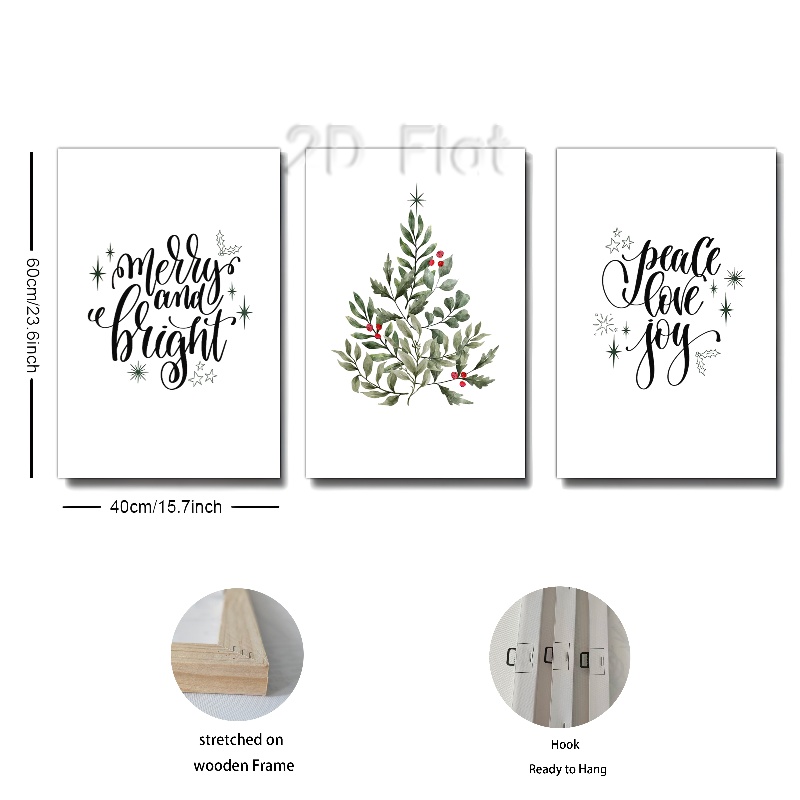 2D Flat
merry
and
bright
peace
love
joy
60cm/23.6inch
40cm/15.7inch
stretched on
wooden Frame
Hook
Ready to Hang